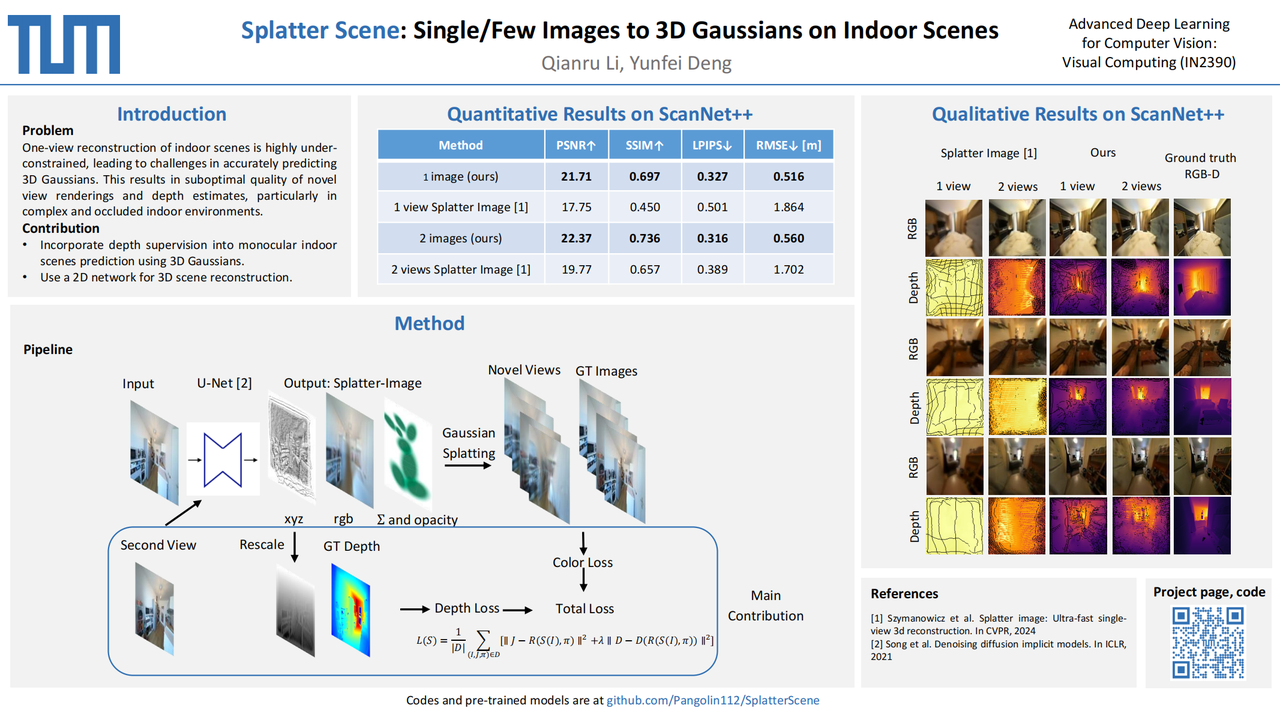 TUM
Splatter Scene: Single/Few Images to 3D Gaussians on Indoor Scenes
Qianru Li, Yunfei Deng
Advanced Deep Learning
for Computer Vision:
Visual Computing (IN2390)
Introduction
Problem
One-view reconstruction of indoor scenes is highly under-
constrained, leading to challenges in accurately predicting
3D Gaussians. This results in suboptimal quality of novel
view renderings and depth estimates, particularly in
complex and occluded indoor environments.
Contribution
• Incorporate depth supervision into monocular indoor
scenes prediction using 3D Gaussians.
• Use a 2D network for 3D scene reconstruction.
Quantitative Results on ScanNet++
Method PSNR↑ SSIM↑ LPIPS↓ RMSE↓ [m]
1 image (ours) 21.71 0.697 0.327 0.516
1 view Splatter Image [1] 17.75 0.450 0.501 1.864
2 images (ours) 22.37 0.736 0.316 0.560
2 views Splatter Image [1] 19.77 0.657 0.389 1.702
Method
Pipeline
Input
U-Net [2]
Output: Splatter-Image
Novel Views
GT Images
Gaussian
Splatting
xyz
rgb
Σ and opacity
Second View
Rescale
GT Depth
Color Loss
Depth Loss
Total Loss
L(S) = 1/|D| ∑(I,J,π)∈D [‖ J − R(S(I), π) ‖² +λ ‖ D − D(R(S(I), π)) ‖²]
Main
Contribution
Qualitative Results on ScanNet++
Splatter Image [1]
Ours
Ground truth
RGB-D
1 view 2 views 1 view 2 views
RGB
Depth
RGB
Depth
RGB
Depth
References
[1] Szymanowicz et al. Splatter image: Ultra-fast single-
view 3d reconstruction. In CVPR, 2024
[2] Song et al. Denoising diffusion implicit models. In ICLR,
2021
Project page, code
Codes and pre-trained models are at github.com/Pangolin112/SplatterScene